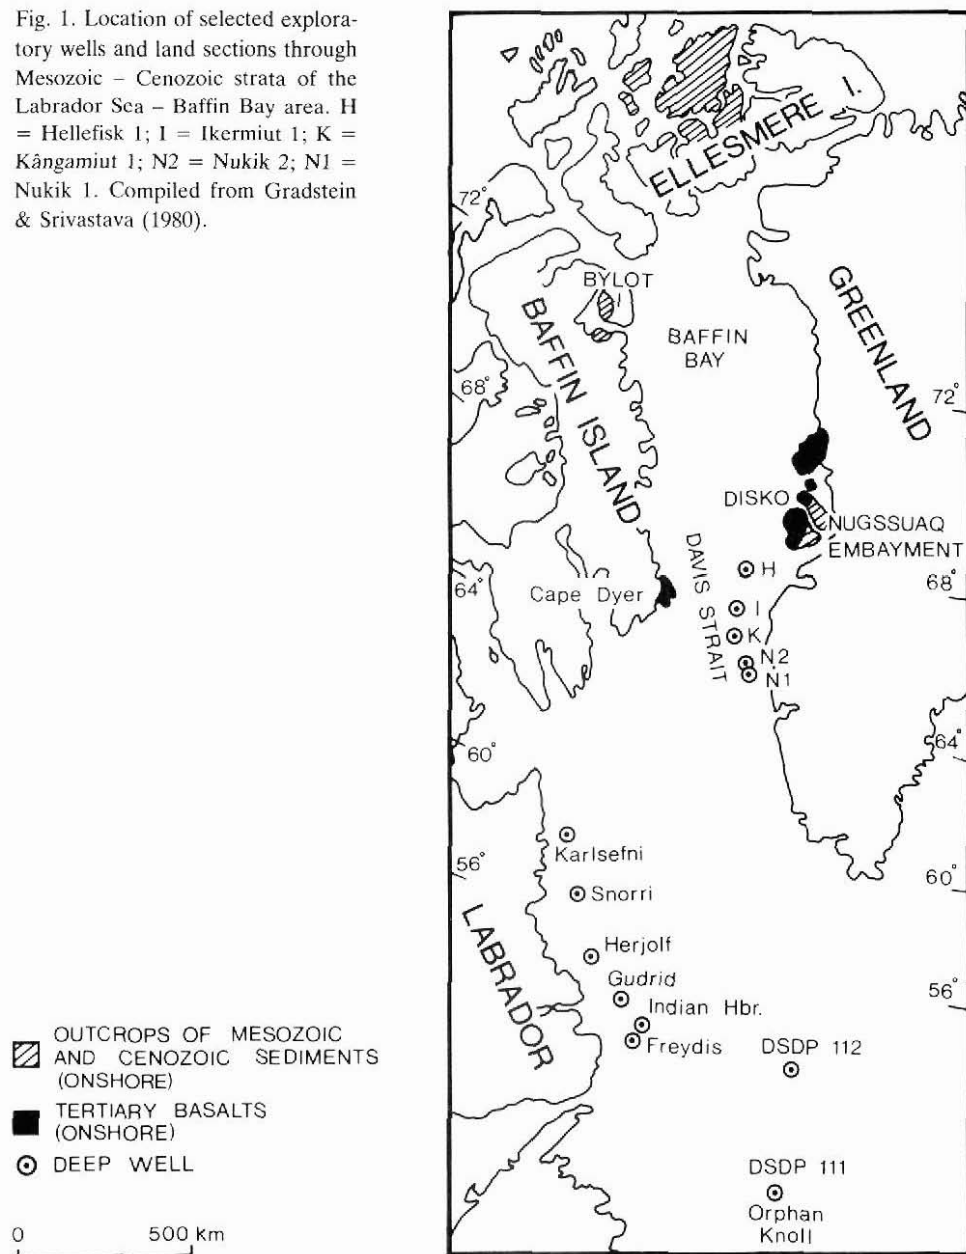 Fig. 1. Location of selected explora-
tory wells and land sections through
Mesozoic – Cenozoic strata of the
Labrador Sea – Baffin Bay area. H
= Hellefisk 1; I = Ikermiut 1; K =
Kângamiut 1; N2 = Nukik 2; N1 =
Nukik 1. Compiled from Gradstein
& Srivastava (1980).
ELLESMERE I.
72°
BYLOT
I
BAFFIN
BAY
GREENLAND
BAFFIN ISLAND
68°
72°
DISKO
NUGSSUAQ
EMBAYMENT
DAVIS STRAIT
H
64°
Cape Dyer
68°
I
K
N2
N1
60°
64°
Karlsefni
56°
60°
Snorri
LABRADOR
Herjolf
Gudrid
56°
Indian Hbr.
Freydis
DSDP 112
DSDP 111
Orphan
Knoll
OUTCROPS OF MESOZOIC
AND CENOZOIC SEDIMENTS
(ONSHORE)
TERTIARY BASALTS
(ONSHORE)
DEEP WELL
0 500 km